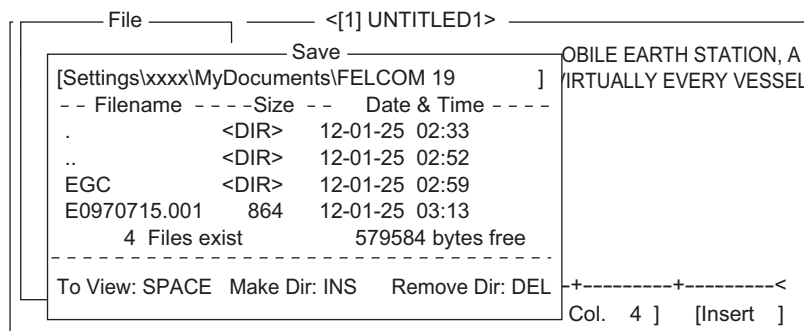 File <[1] UNTITLED1>
Save
OBILE EARTH STATION, A
[Settings\xxxx\MyDocuments\FELCOM 19 ]
VIRTUALLY EVERY VESSEL
– – Filename – – – –Size – – Date & Time – – – –
. <DIR> 12-01-25 02:33
.. <DIR> 12-01-25 02:52
EGC <DIR> 12-01-25 02:59
E0970715.001 864 12-01-25 03:13
4 Files exist 579584 bytes free
To View: SPACE Make Dir: INS Remove Dir: DEL
-+---------+---------<
Col. 4 ] [Insert ]